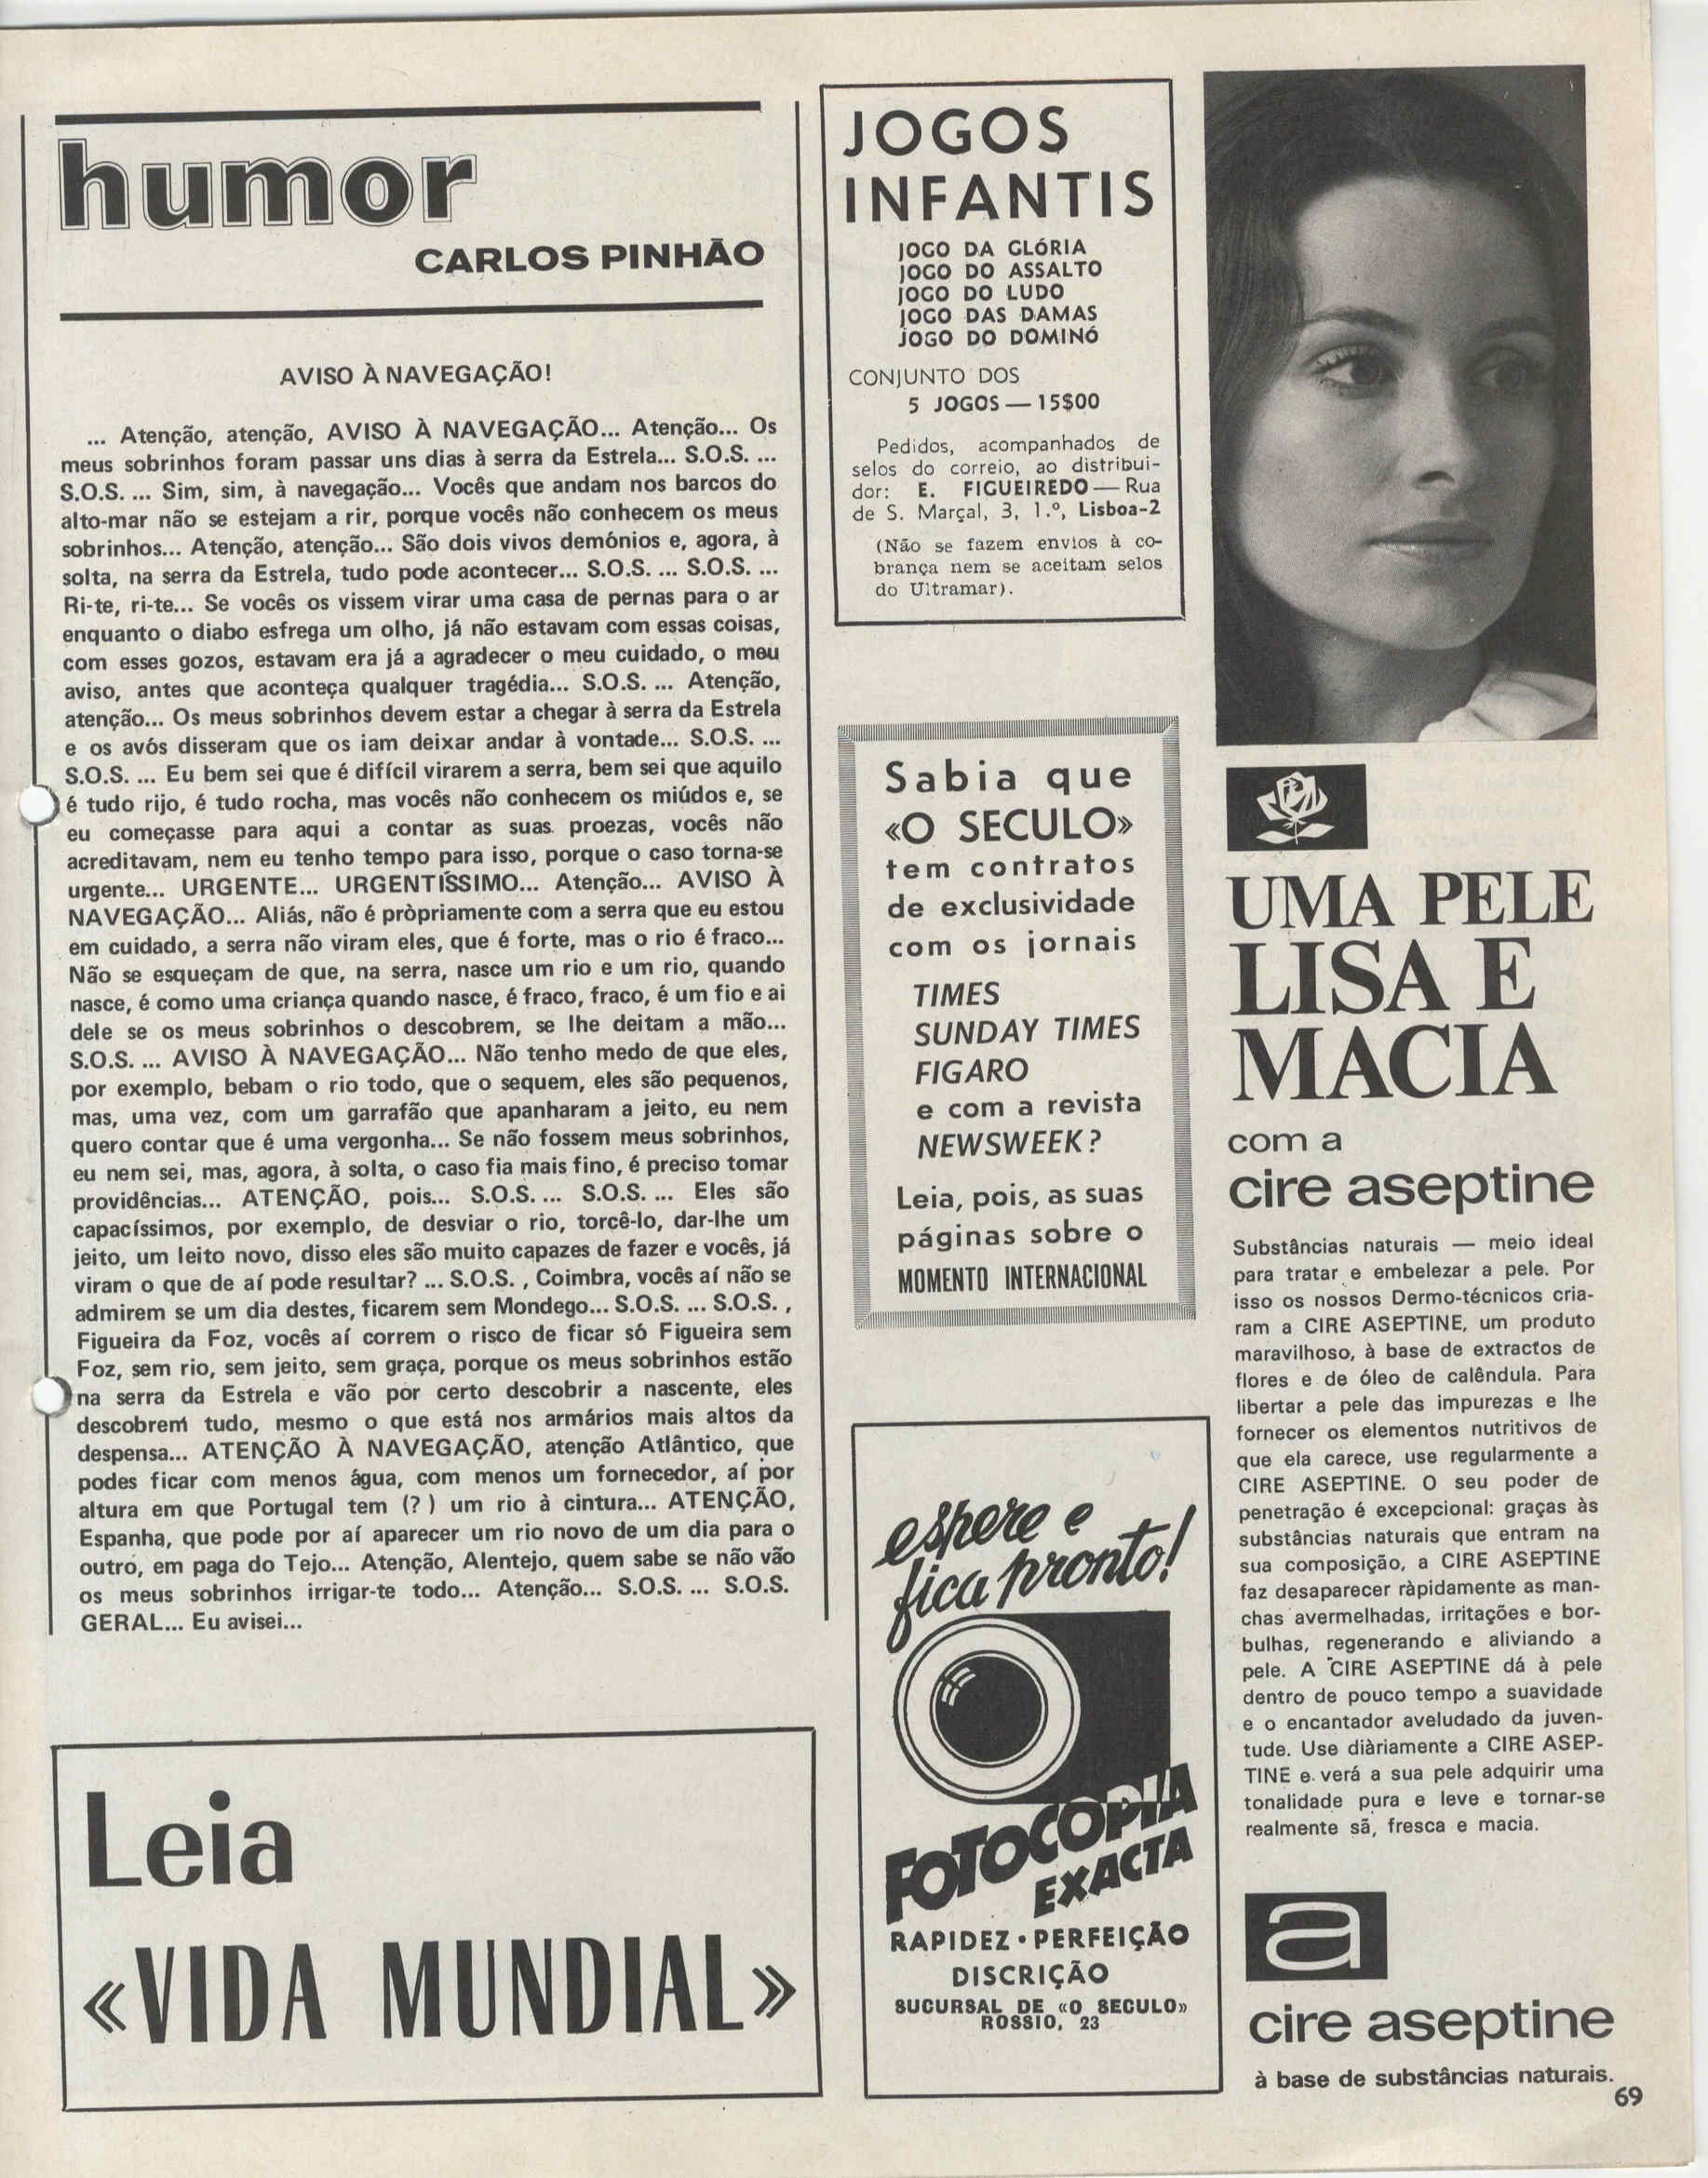 humor
CARLOS PINHÃO
AVISO À NAVEGAÇÃO!
... Atenção, atenção, AVISO À NAVEGAÇÃO... Atenção... Os
meus sobrinhos foram passar uns dias à serra da Estrela... S.O.S. ...
S.O.S. ... Sim, sim, à navegação... Vocês que andam nos barcos do
alto-mar não se estejam a rir, porque vocês não conhecem os meus
sobrinhos... Atenção, atenção... São dois vivos demónios e, agora, à
solta, na serra da Estrela, tudo pode acontecer... S.O.S. ... S.O.S. ...
Ri-te, ri-te... Se vocês os vissem virar uma casa de pernas para o ar
enquanto o diabo esfrega um olho, já não estavam com essas coisas,
com esses gozos, estavam era já a agradecer o meu cuidado, o meu
aviso, antes que aconteça qualquer tragédia... S.O.S. ... Atenção,
atenção... Os meus sobrinhos devem estar a chegar à serra da Estrela
e os avós disseram que os iam deixar andar à vontade... S.O.S. ...
S.O.S. ... Eu bem sei que é difícil virarem a serra, bem sei que aquilo
é tudo rijo, é tudo rocha, mas vocês não conhecem os miúdos e, se
eu começasse para aqui a contar as suas proezas, vocês não
acreditavam, nem eu tenho tempo para isso, porque o caso torna-se
urgente... URGENTE... URGENTÍSSIMO... Atenção... AVISO À
NAVEGAÇÃO... Aliás, não é pròpriamente com a serra que eu estou
em cuidado, a serra não viram eles, que é forte, mas o rio é fraco...
Não se esqueçam de que, na serra, nasce um rio e um rio, quando
nasce, é como uma criança quando nasce, é fraco, fraco, é um fio e ai
dele se os meus sobrinhos o descobrem, se lhe deitam a mão...
S.O.S. ... AVISO À NAVEGAÇÃO... Não tenho medo de que eles,
por exemplo, bebam o rio todo, que o sequem, eles são pequenos,
mas, uma vez, com um garrafão que apanharam a jeito, eu nem
quero contar que é uma vergonha... Se não fossem meus sobrinhos,
eu nem sei, mas, agora, à solta, o caso fia mais fino, é preciso tomar
providências... ATENÇÃO, pois... S.O.S. ... S.O.S. ... Eles são
capacíssimos, por exemplo, de desviar o rio, torcê-lo, dar-lhe um
jeito, um leito novo, disso eles são muito capazes de fazer e vocês, já
viram o que de aí pode resultar? ... S.O.S. , Coimbra, vocês aí não se
admirem se um dia destes, ficarem sem Mondego... S.O.S. ... S.O.S. ,
Figueira da Foz, vocês aí correm o risco de ficar só Figueira sem
Foz, sem rio, sem jeito, sem graça, porque os meus sobrinhos estão
na serra da Estrela e vão por certo descobrir a nascente, eles
descobrem tudo, mesmo o que está nos armários mais altos da
despensa... ATENÇÃO À NAVEGAÇÃO, atenção Atlântico, que
podes ficar com menos água, com menos um fornecedor, aí por
altura em que Portugal tem (?) um rio à cintura... ATENÇÃO,
Espanha, que pode por aí aparecer um rio novo de um dia para o
outro, em paga do Tejo... Atenção, Alentejo, quem sabe se não vão
os meus sobrinhos irrigar-te todo... Atenção... S.O.S. ... S.O.S.
GERAL... Eu avisei...
Leia
«VIDA MUNDIAL»
JOGOS
INFANTIS
JOGO DA GLÓRIA
JOGO DO ASSALTO
JOGO DO LUDO
JOGO DAS DAMAS
JOGO DO DOMINÓ
CONJUNTO DOS
5 JOGOS — 15$00
Pedidos, acompanhados de
selos do correio, ao distribui-
dor: E. FIGUEIREDO — Rua
de S. Marçal, 3, 1.º, Lisboa-2
(Não se fazem envios à co-
brança nem se aceitam selos
do Ultramar).
Sabia que
«O SECULO»
tem contratos
de exclusividade
com os jornais
TIMES
SUNDAY TIMES
FIGARO
e com a revista
NEWSWEEK?
Leia, pois, as suas
páginas sobre o
MOMENTO INTERNACIONAL
espere e
fica pronto!
FOTOCOPIA
EXACTA
RAPIDEZ • PERFEIÇÃO
DISCRIÇÃO
SUCURSAL DE «O SECULO»
ROSSIO, 23
UMA PELE
LISA E
MACIA
com a
cire aseptine
Substâncias naturais — meio ideal
para tratar e embelezar a pele. Por
isso os nossos Dermo-técnicos cria-
ram a CIRE ASEPTINE, um produto
maravilhoso, à base de extractos de
flores e de óleo de calêndula. Para
libertar a pele das impurezas e lhe
fornecer os elementos nutritivos de
que ela carece, use regularmente a
CIRE ASEPTINE. O seu poder de
penetração é excepcional: graças às
substâncias naturais que entram na
sua composição, a CIRE ASEPTINE
faz desaparecer ràpidamente as man-
chas avermelhadas, irritações e bor-
bulhas, regenerando e aliviando a
pele. A CIRE ASEPTINE dá à pele
dentro de pouco tempo a suavidade
e o encantador aveludado da juven-
tude. Use diàriamente a CIRE ASEP-
TINE e verá a sua pele adquirir uma
tonalidade pura e leve e tornar-se
realmente sã, fresca e macia.
a
cire aseptine
à base de substâncias naturais.
69